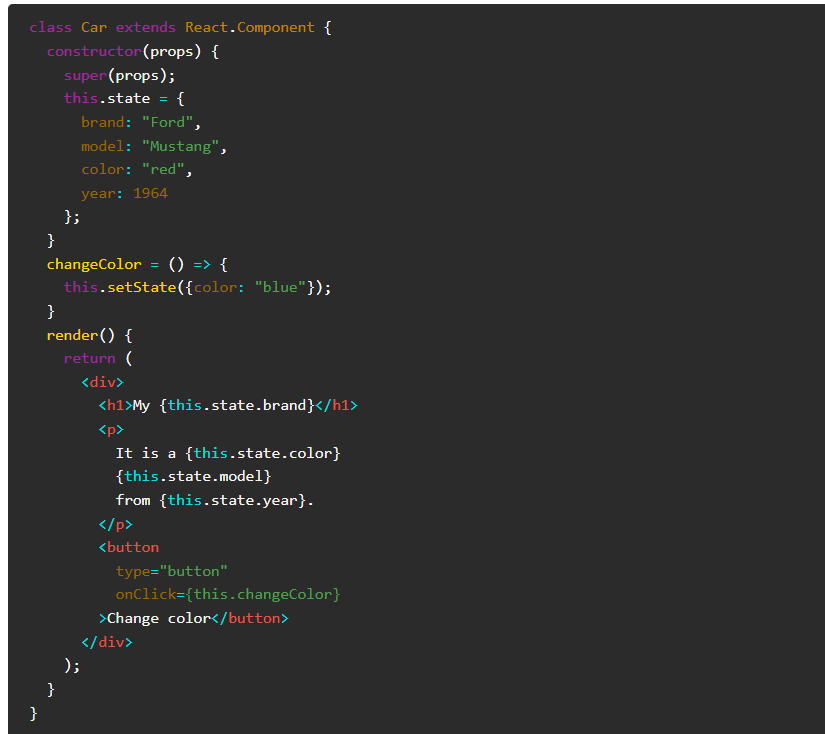 class Car extends React.Component {
  constructor(props) {
    super(props);
    this.state = {
      brand: "Ford",
      model: "Mustang",
      color: "red",
      year: 1964
    };
  }
  changeColor = () => {
    this.setState({color: "blue"});
  }
  render() {
    return (
      <div>
        <h1>My {this.state.brand}</h1>
        <p>
          It is a {this.state.color}
          {this.state.model}
          from {this.state.year}.
        </p>
        <button
          type="button"
          onClick={this.changeColor}
        >Change color</button>
      </div>
    );
  }
}